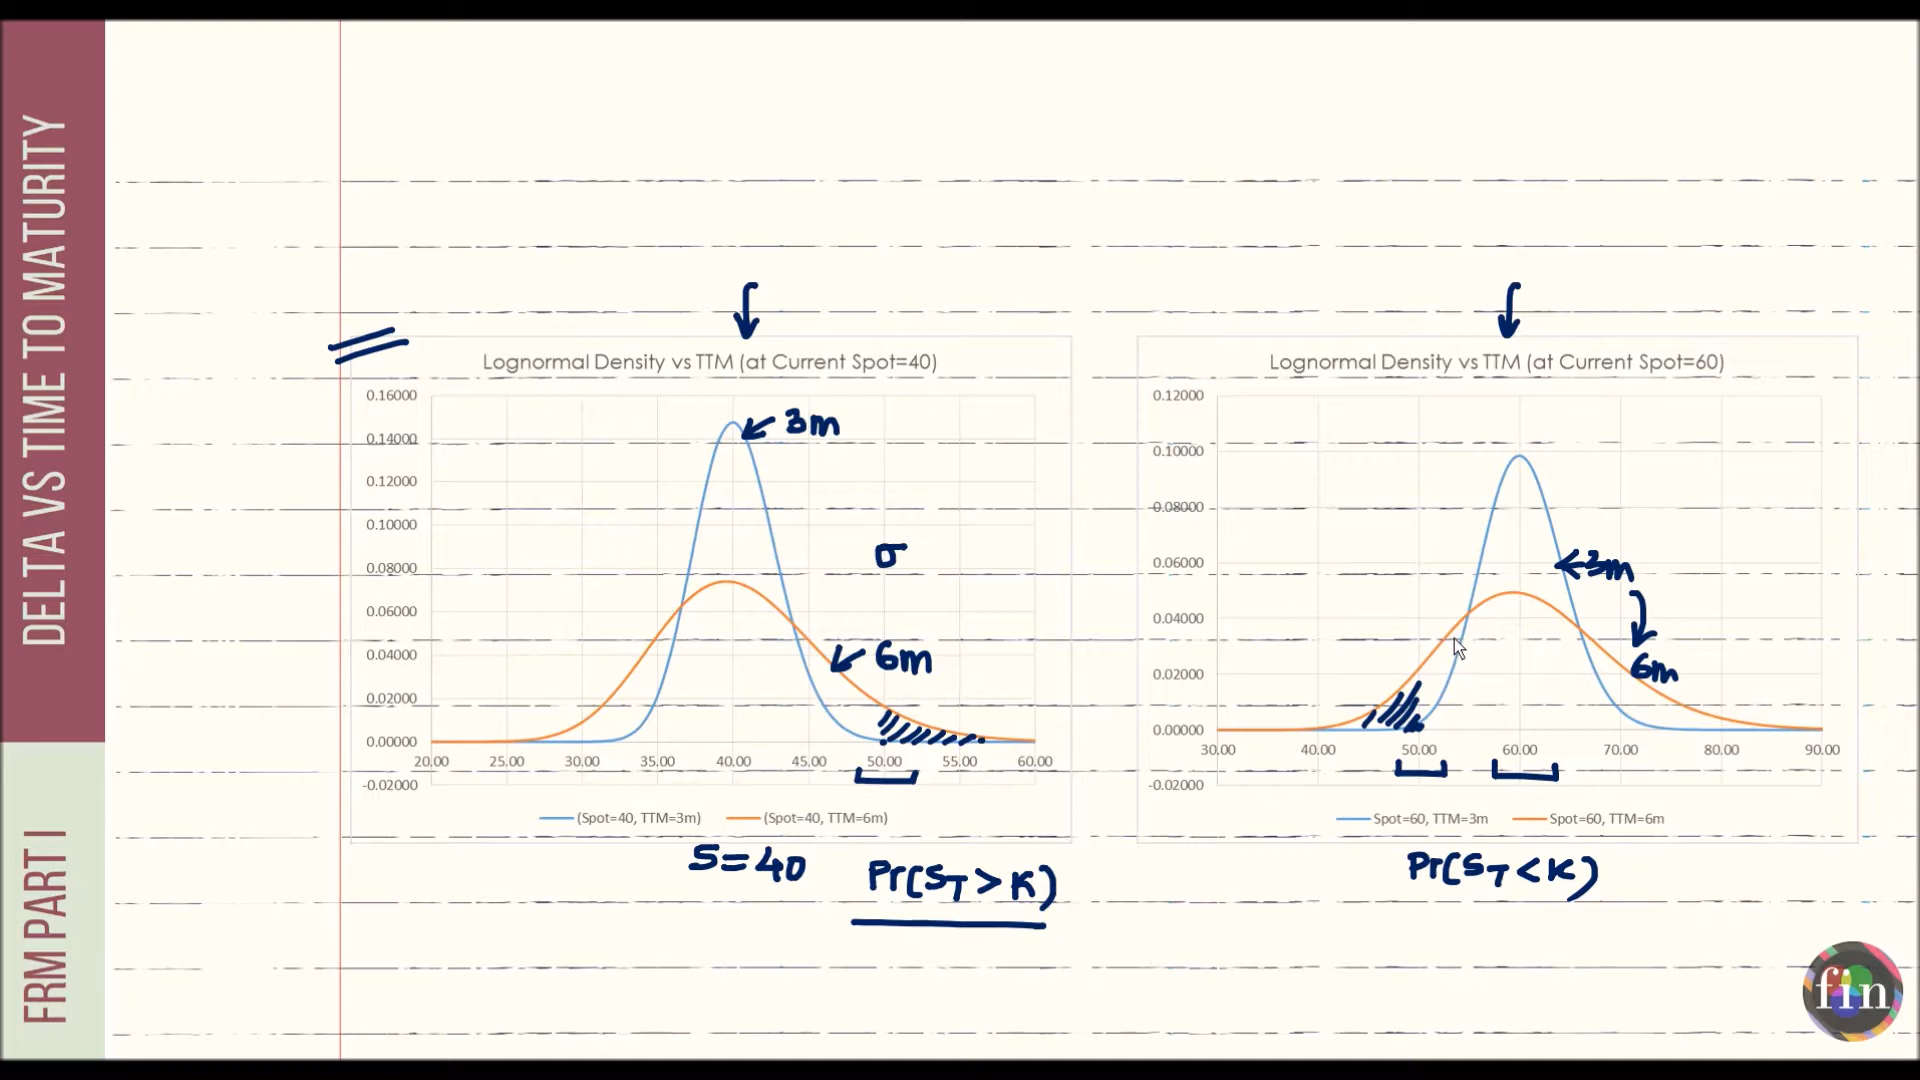 DELTA VS TIME TO MATURITY
FRM PART I
Lognormal Density vs TTM (at Current Spot=40)
0.16000
0.14000
0.12000
0.10000
0.08000
0.06000
0.04000
0.02000
0.00000
-0.02000
20.00 25.00 30.00 35.00 40.00 45.00 50.00 55.00 60.00
(Spot=40, TTM=3m) (Spot=40, TTM=6m)
3m
σ
6m
S=40
Pr(S_T > K)
Lognormal Density vs TTM (at Current Spot=60)
0.12000
0.10000
0.08000
0.06000
0.04000
0.02000
0.00000
-0.02000
30.00 40.00 50.00 60.00 70.00 80.00 90.00
Spot=60, TTM=3m Spot=60, TTM=6m
3m
6m
Pr(S_T < K)
fin